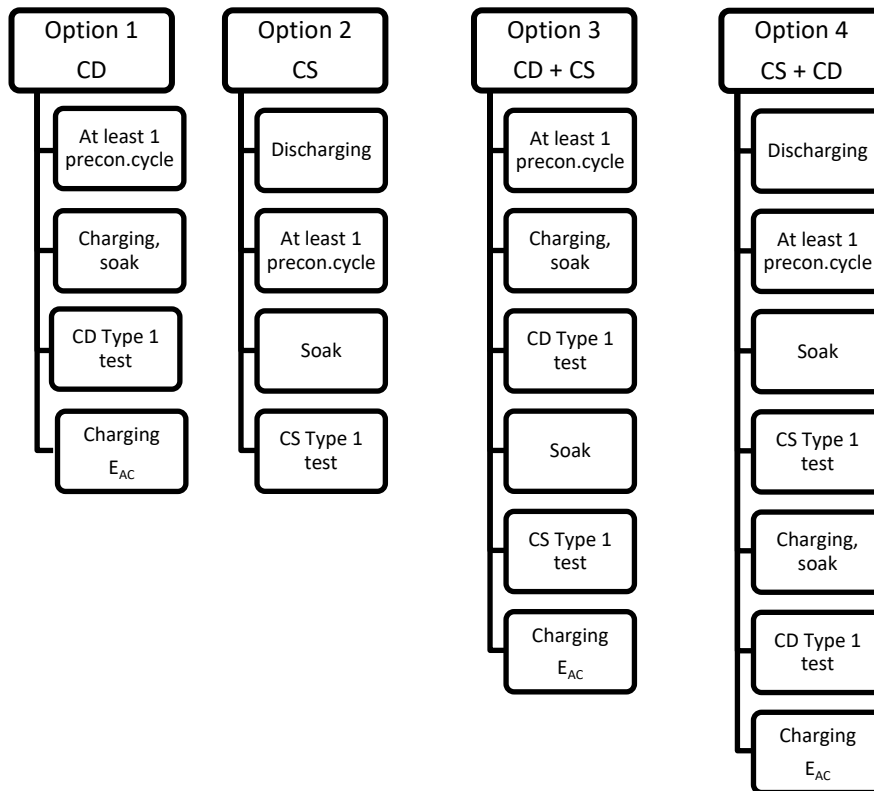 Option 1
CD
At least 1
precon.cycle
Charging,
soak
CD Type 1
test
Charging
EAC
Option 2
CS
Discharging
At least 1
precon.cycle
Soak
CS Type 1
test
Option 3
CD + CS
At least 1
precon.cycle
Charging,
soak
CD Type 1
test
Soak
CS Type 1
test
Charging
EAC
Option 4
CS + CD
Discharging
At least 1
precon.cycle
Soak
CS Type 1
test
Charging,
soak
CD Type 1
test
Charging
EAC